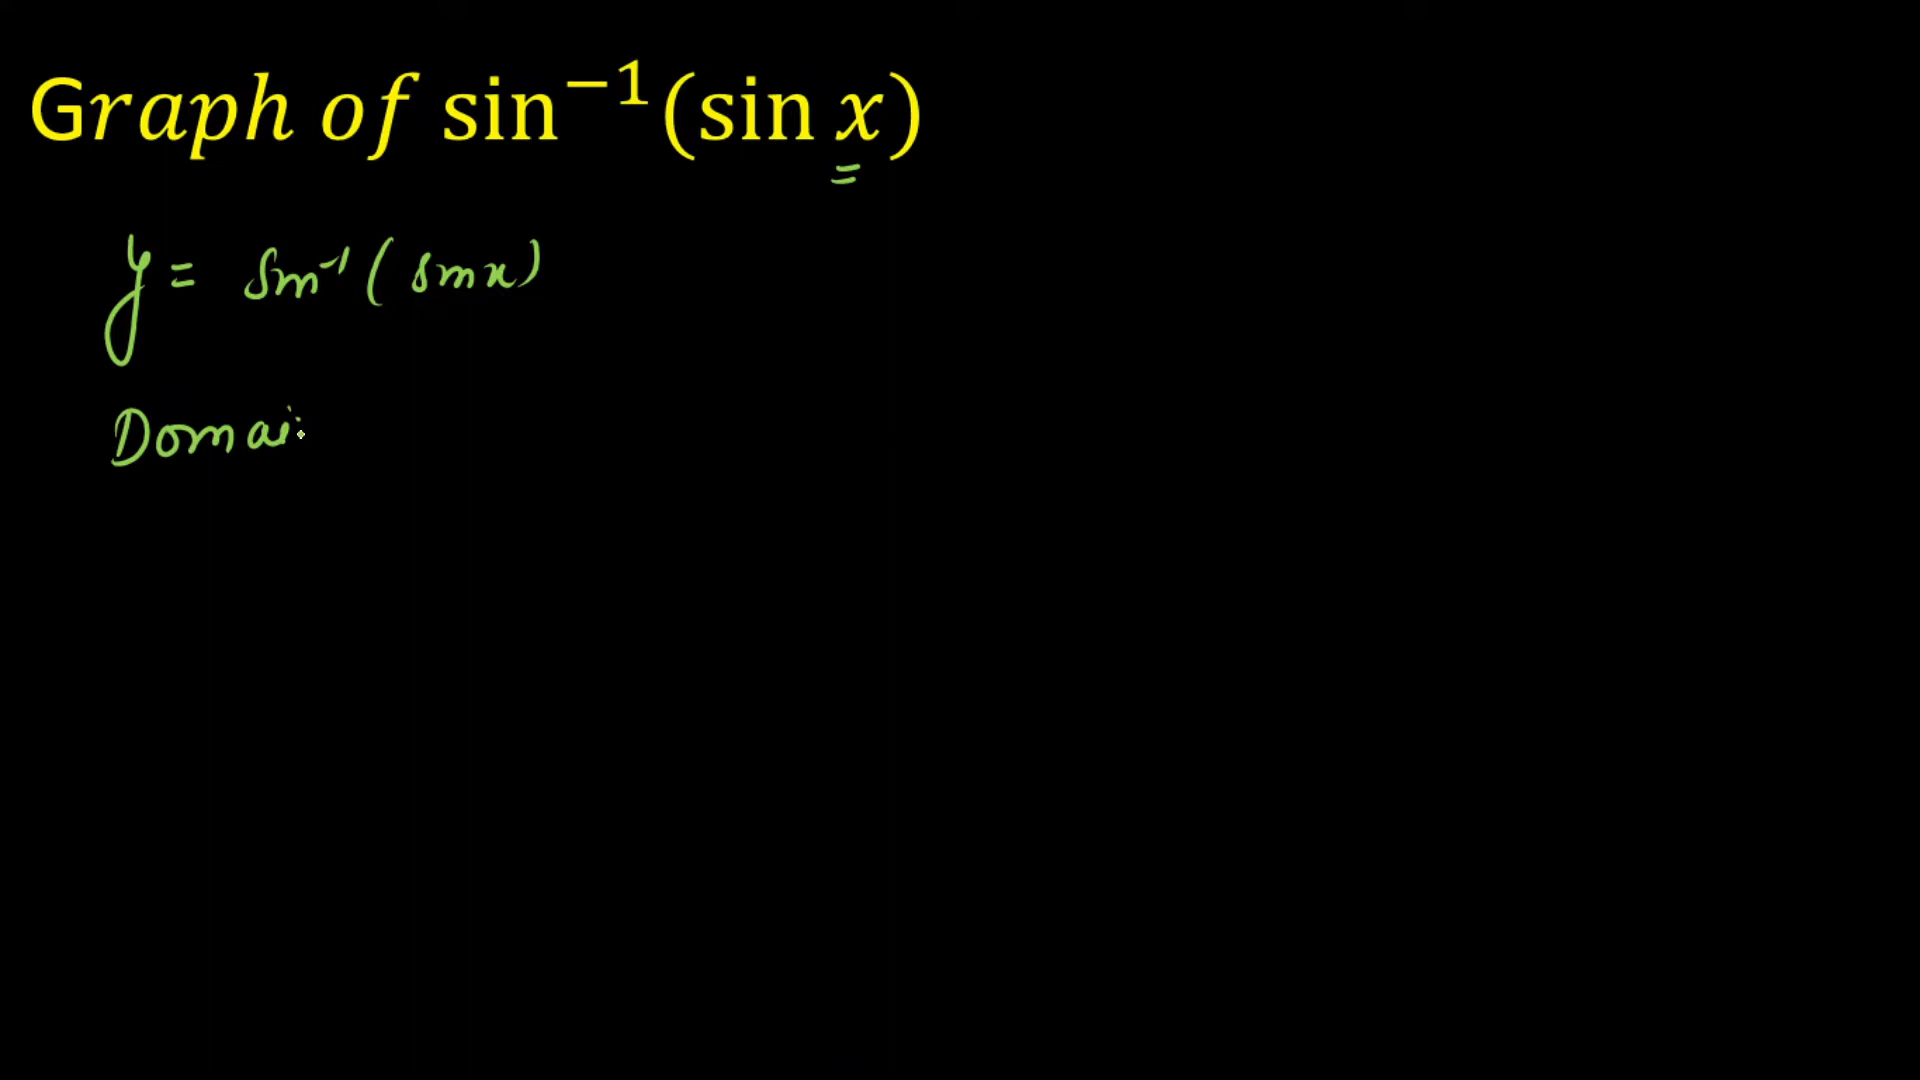 Graph of sin⁻¹(sin x)
y = sin⁻¹( sin x)
Domai